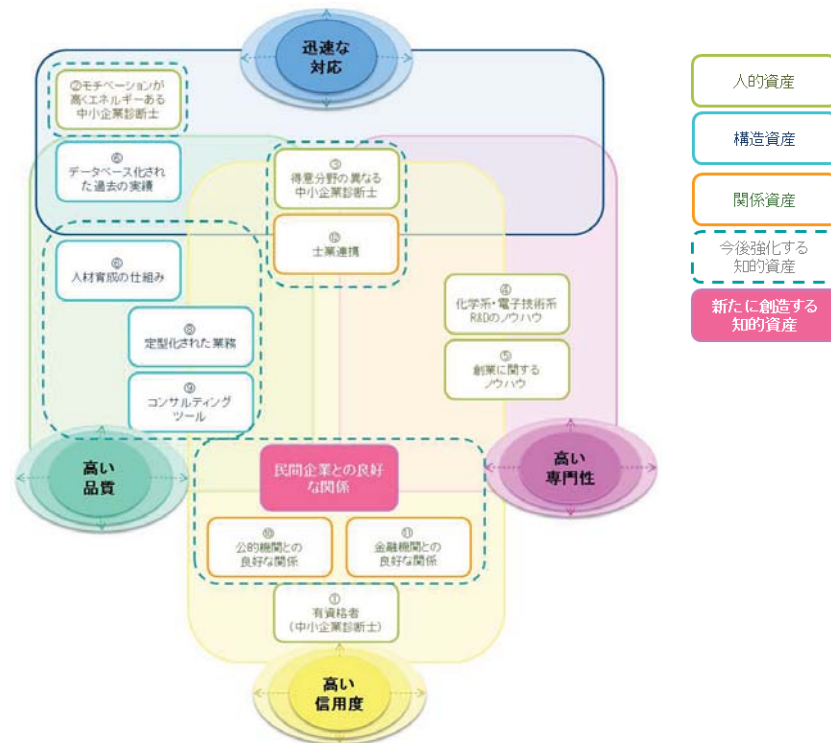 迅速な
対応
②モチベーションが
高くエネルギーある
中小企業診断士
⑥
データベース化され
た過去の実績
③
得意分野の異なる
中小企業診断士
⑫
士業連携
⑥
人材育成の仕組み
④
化学系・電子技術系
R&Dのノウハウ
⑧
定型化された業務
⑤
創業に関する
ノウハウ
⑨
コンサルティング
ツール
高い
品質
民間企業との良好
な関係
高い
専門性
⑩
公的機関との
良好な関係
⑪
金融機関との
良好な関係
①
有資格者
（中小企業診断士）
高い
信用度
人的資産
構造資産
関係資産
今後強化する
知的資産
新たに創造する
知的資産